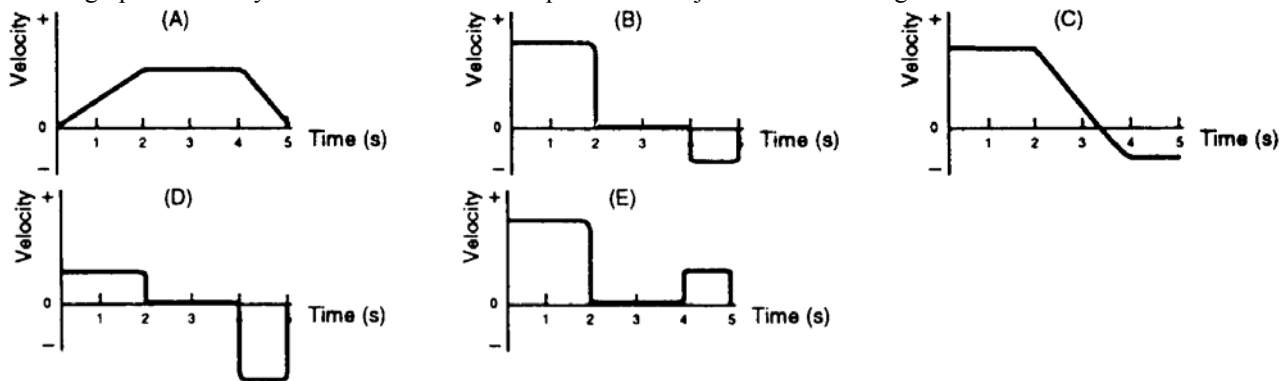 (A)
+
Velocity
0
−
1 2 3 4 5
Time (s)
(B)
+
Velocity
0
−
1 2 3
Time (s)
(C)
+
Velocity
0
−
1 2 3 4 5
Time (s)
(D)
+
Velocity
0
−
1 2 3
Time (s)
(E)
+
Velocity
0
−
1 2 3 4 5
Time (s)